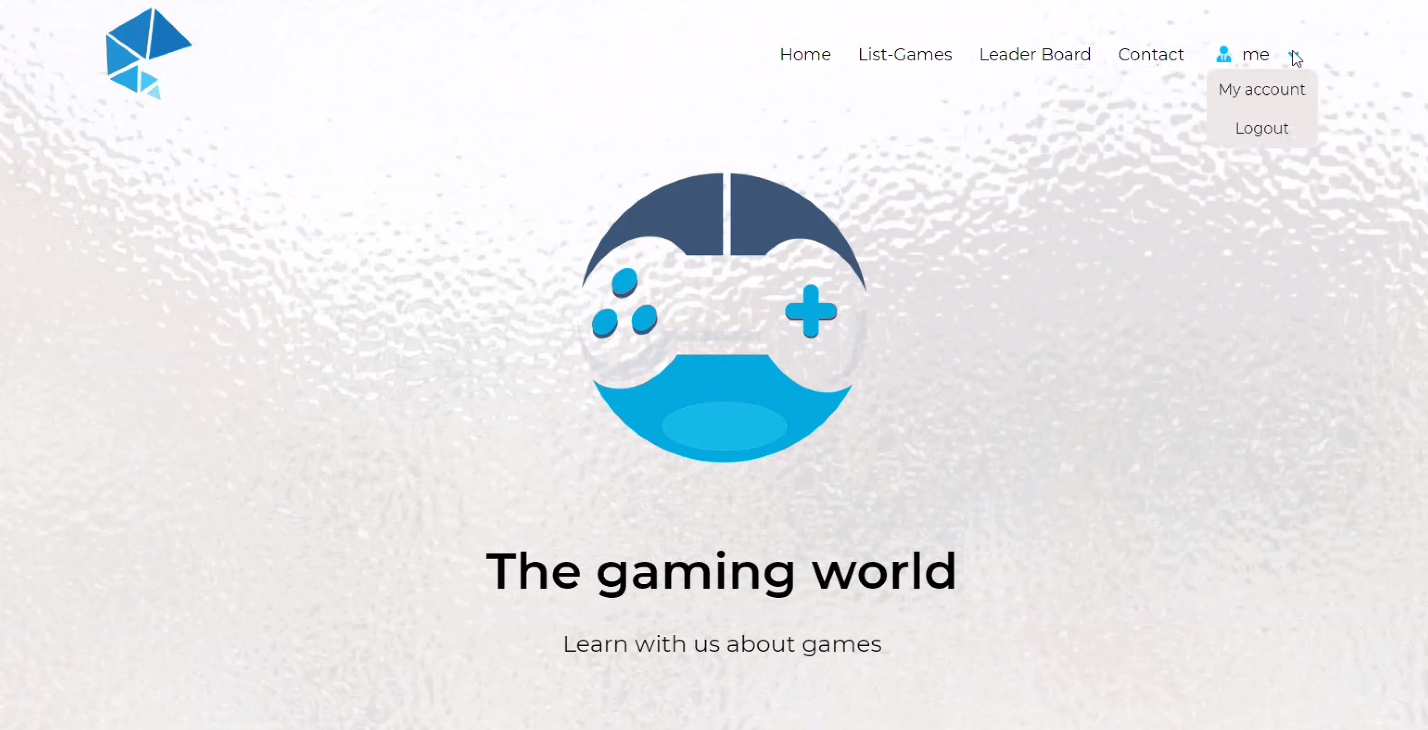 Home List-Games Leader Board Contact me
My account
Logout
The gaming world
Learn with us about games